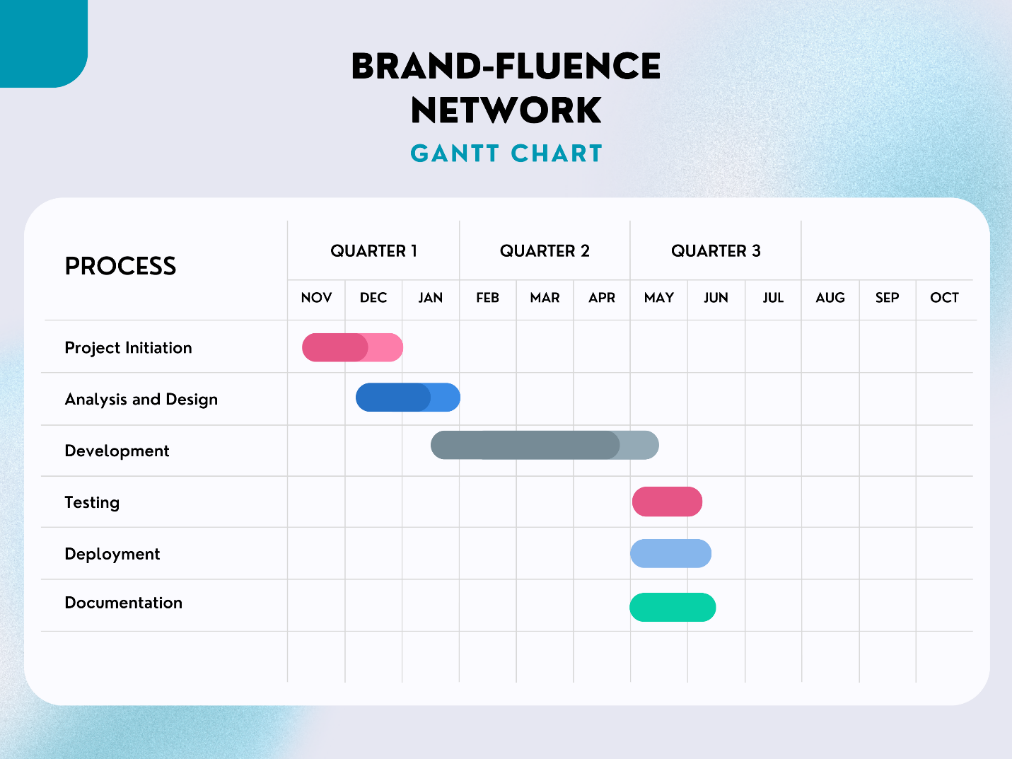 BRAND-FLUENCE
NETWORK
GANTT CHART
PROCESS
QUARTER 1 QUARTER 2 QUARTER 3
NOV DEC JAN FEB MAR APR MAY JUN JUL AUG SEP OCT
Project Initiation
Analysis and Design
Development
Testing
Deployment
Documentation